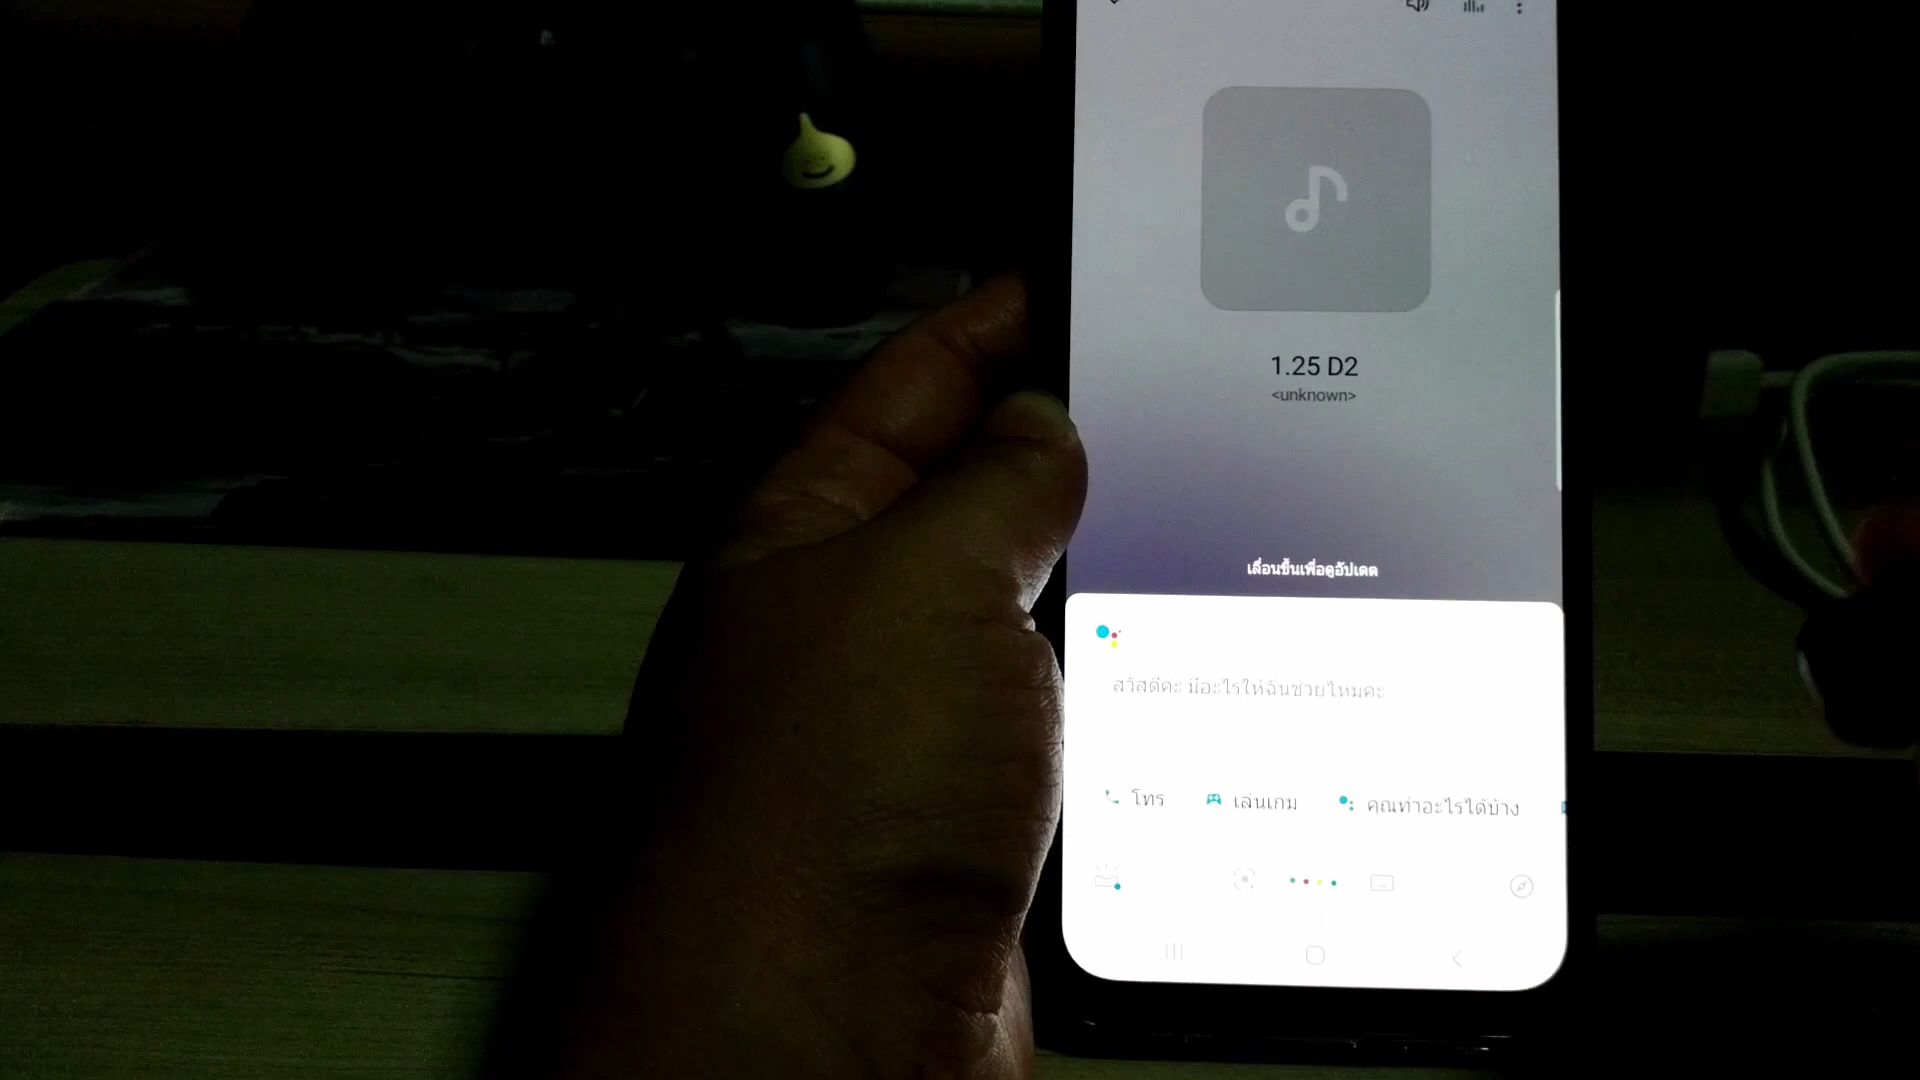 1.25 D2
<unknown>
เลื่อนขึ้นเพื่อดูอัปเดต
สวัสดีค่ะ มีอะไรให้ฉันช่วยไหมคะ
โทร
เล่นเกม
คุณทำอะไรได้บ้าง